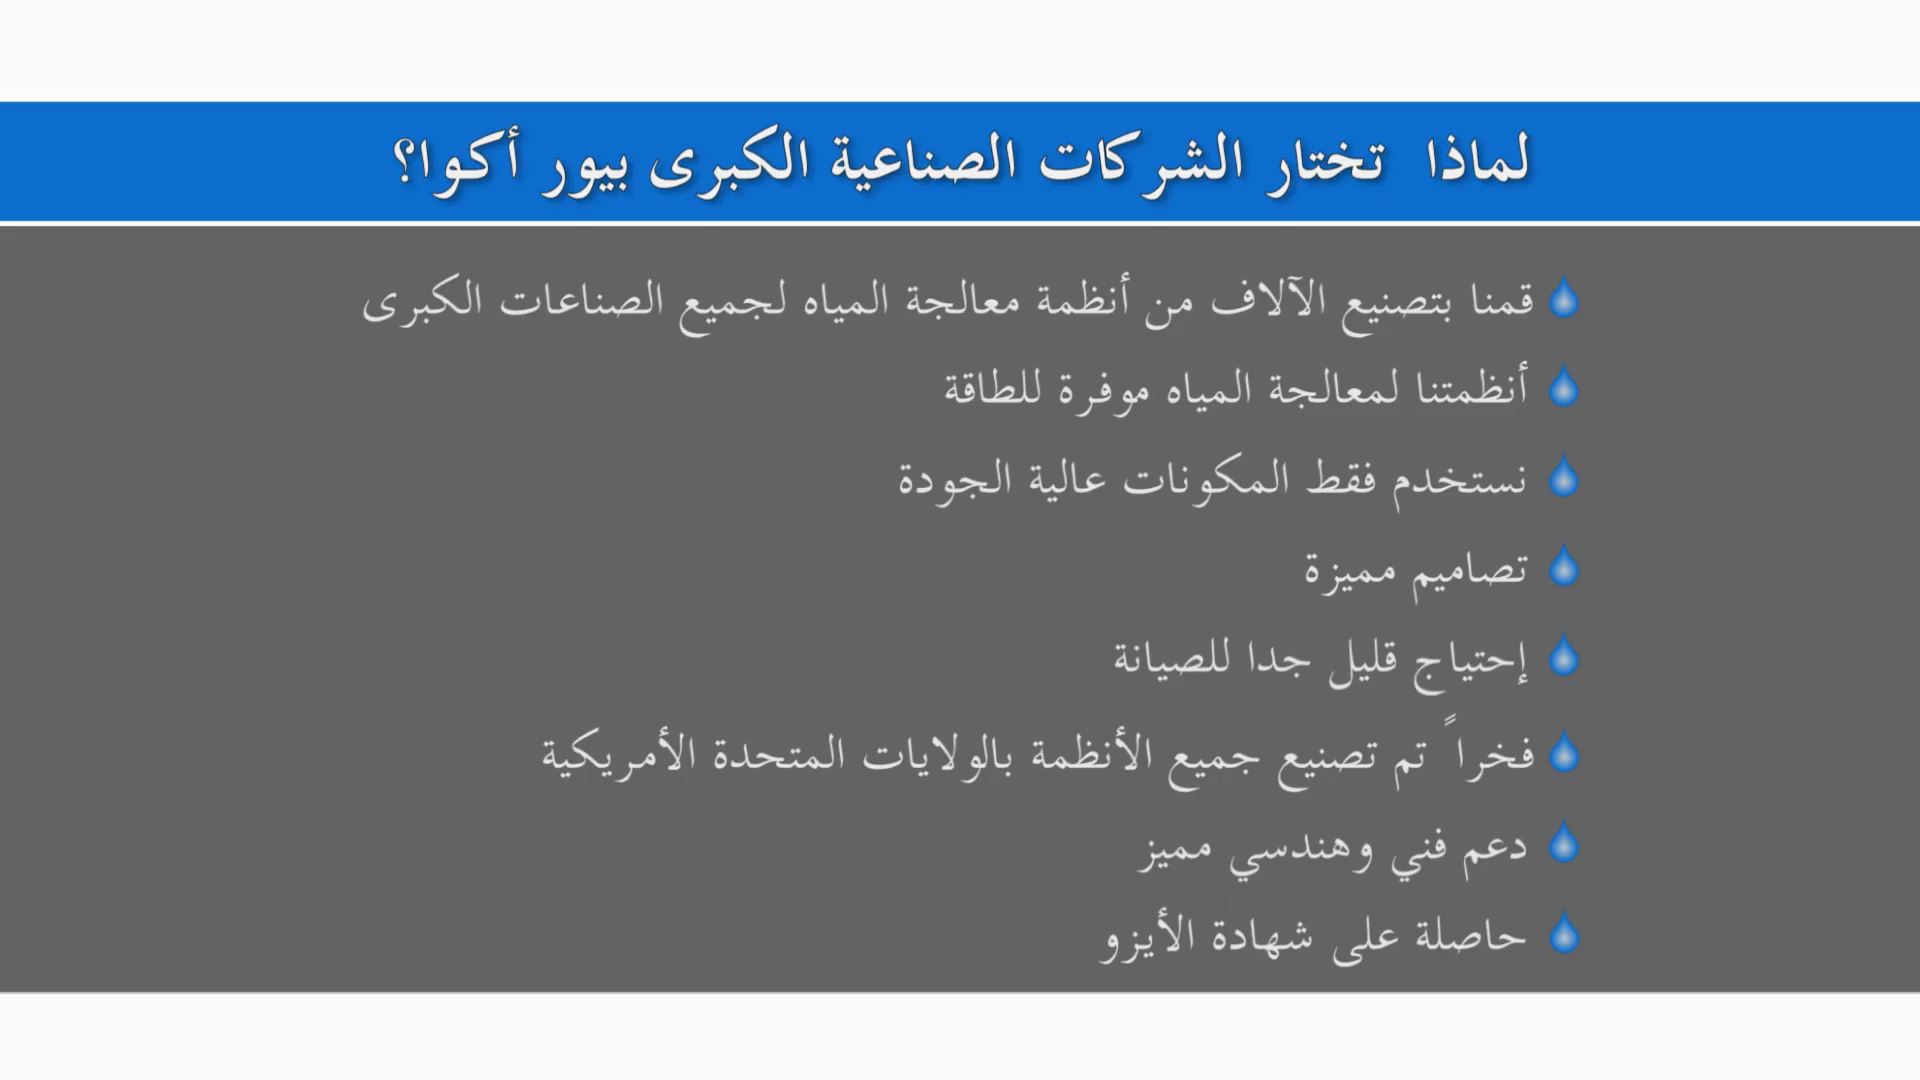 لماذا تختار الشركات الصناعية الكبرى بيور أكوا؟
قمنا بتصنيع الآلاف من أنظمة معالجة المياه لجميع الصناعات الكبرى
أنظمتنا لمعالجة المياه موفرة للطاقة
نستخدم فقط المكونات عالية الجودة
تصاميم مميزة
إحتياج قليل جدا للصيانة
فخراً تم تصنيع جميع الأنظمة بالولايات المتحدة الأمريكية
دعم فني وهندسي مميز
حاصلة على شهادة الأيزو